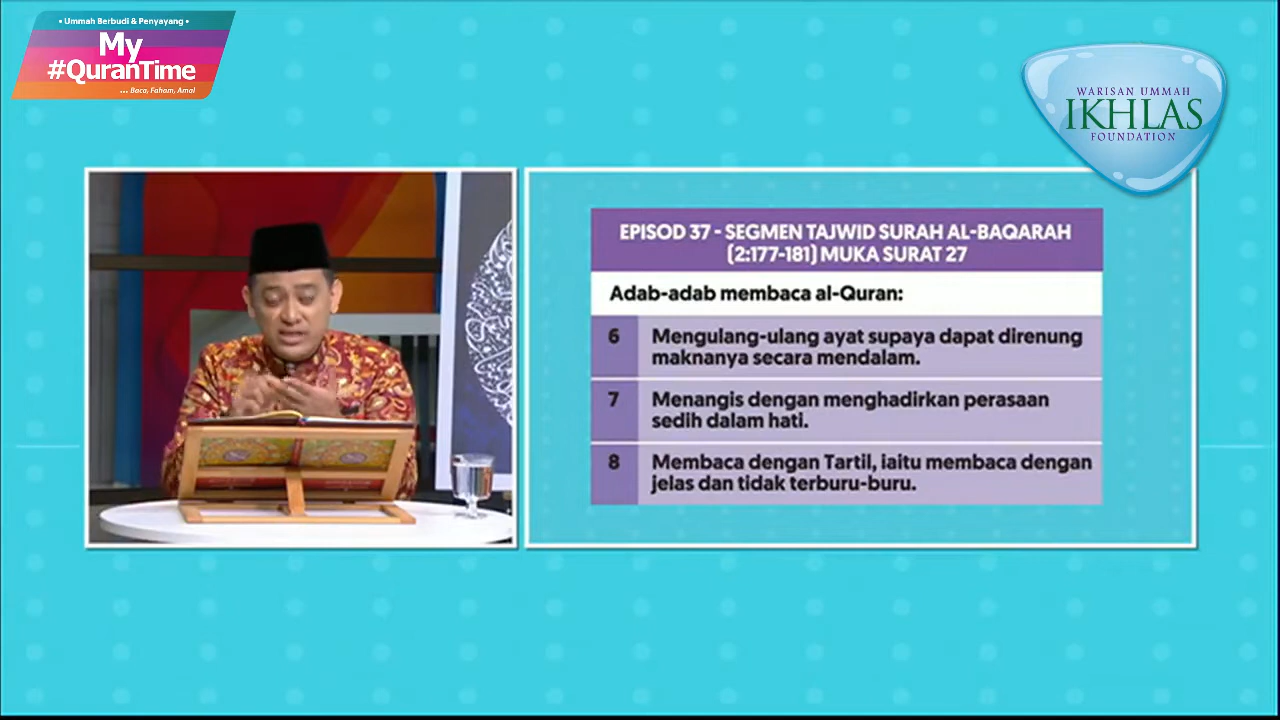 • Ummah Berbudi & Penyayang •
My
#QuranTime
... Baca, Faham, Amal
WARISAN UMMAH
IKHLAS
FOUNDATION
EPISOD 37 - SEGMEN TAJWID SURAH AL-BAQARAH
(2:177-181) MUKA SURAT 27
Adab-adab membaca al-Quran:
6 Mengulang-ulang ayat supaya dapat direnung
maknanya secara mendalam.
7 Menangis dengan menghadirkan perasaan
sedih dalam hati.
8 Membaca dengan Tartil, iaitu membaca dengan
jelas dan tidak terburu-buru.